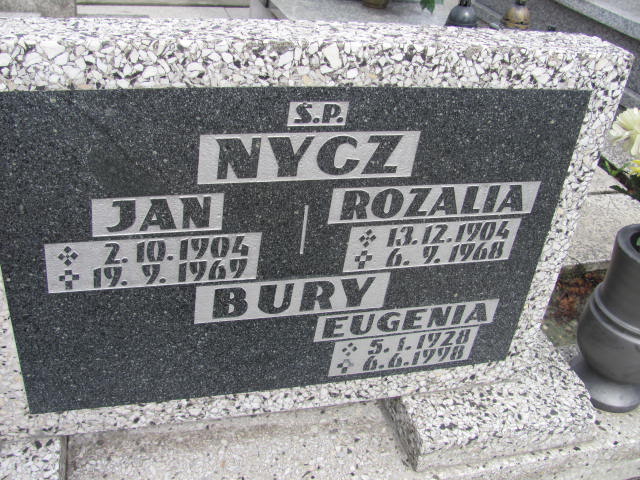 Ś.P.
NYCZ
JAN
2.10.1904
19.9.1969
ROZALIA
13.12.1904
6.9.1968
BURY
EUGENIA
5.1.1928
6.6.1998